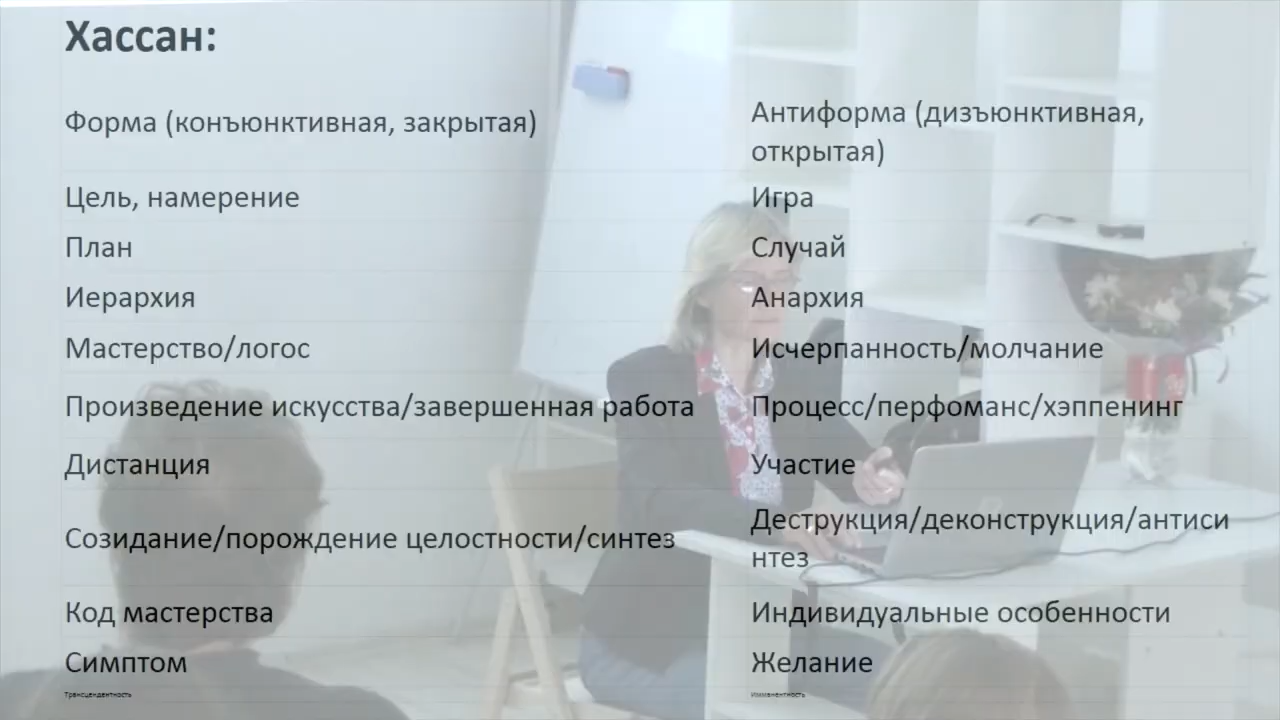 Хассан:
Форма (конъюнктивная, закрытая)
Антиформа (дизъюнктивная,
открытая)
Цель, намерение
Игра
План
Случай
Иерархия
Анархия
Мастерство/логос
Исчерпанность/молчание
Произведение искусства/завершенная работа
Процесс/перфоманс/хэппенинг
Дистанция
Участие
Созидание/порождение целостности/синтез
Деструкция/деконструкция/антиси
нтез
Код мастерства
Индивидуальные особенности
Симптом
Желание
Трансцендентность
Имманентность